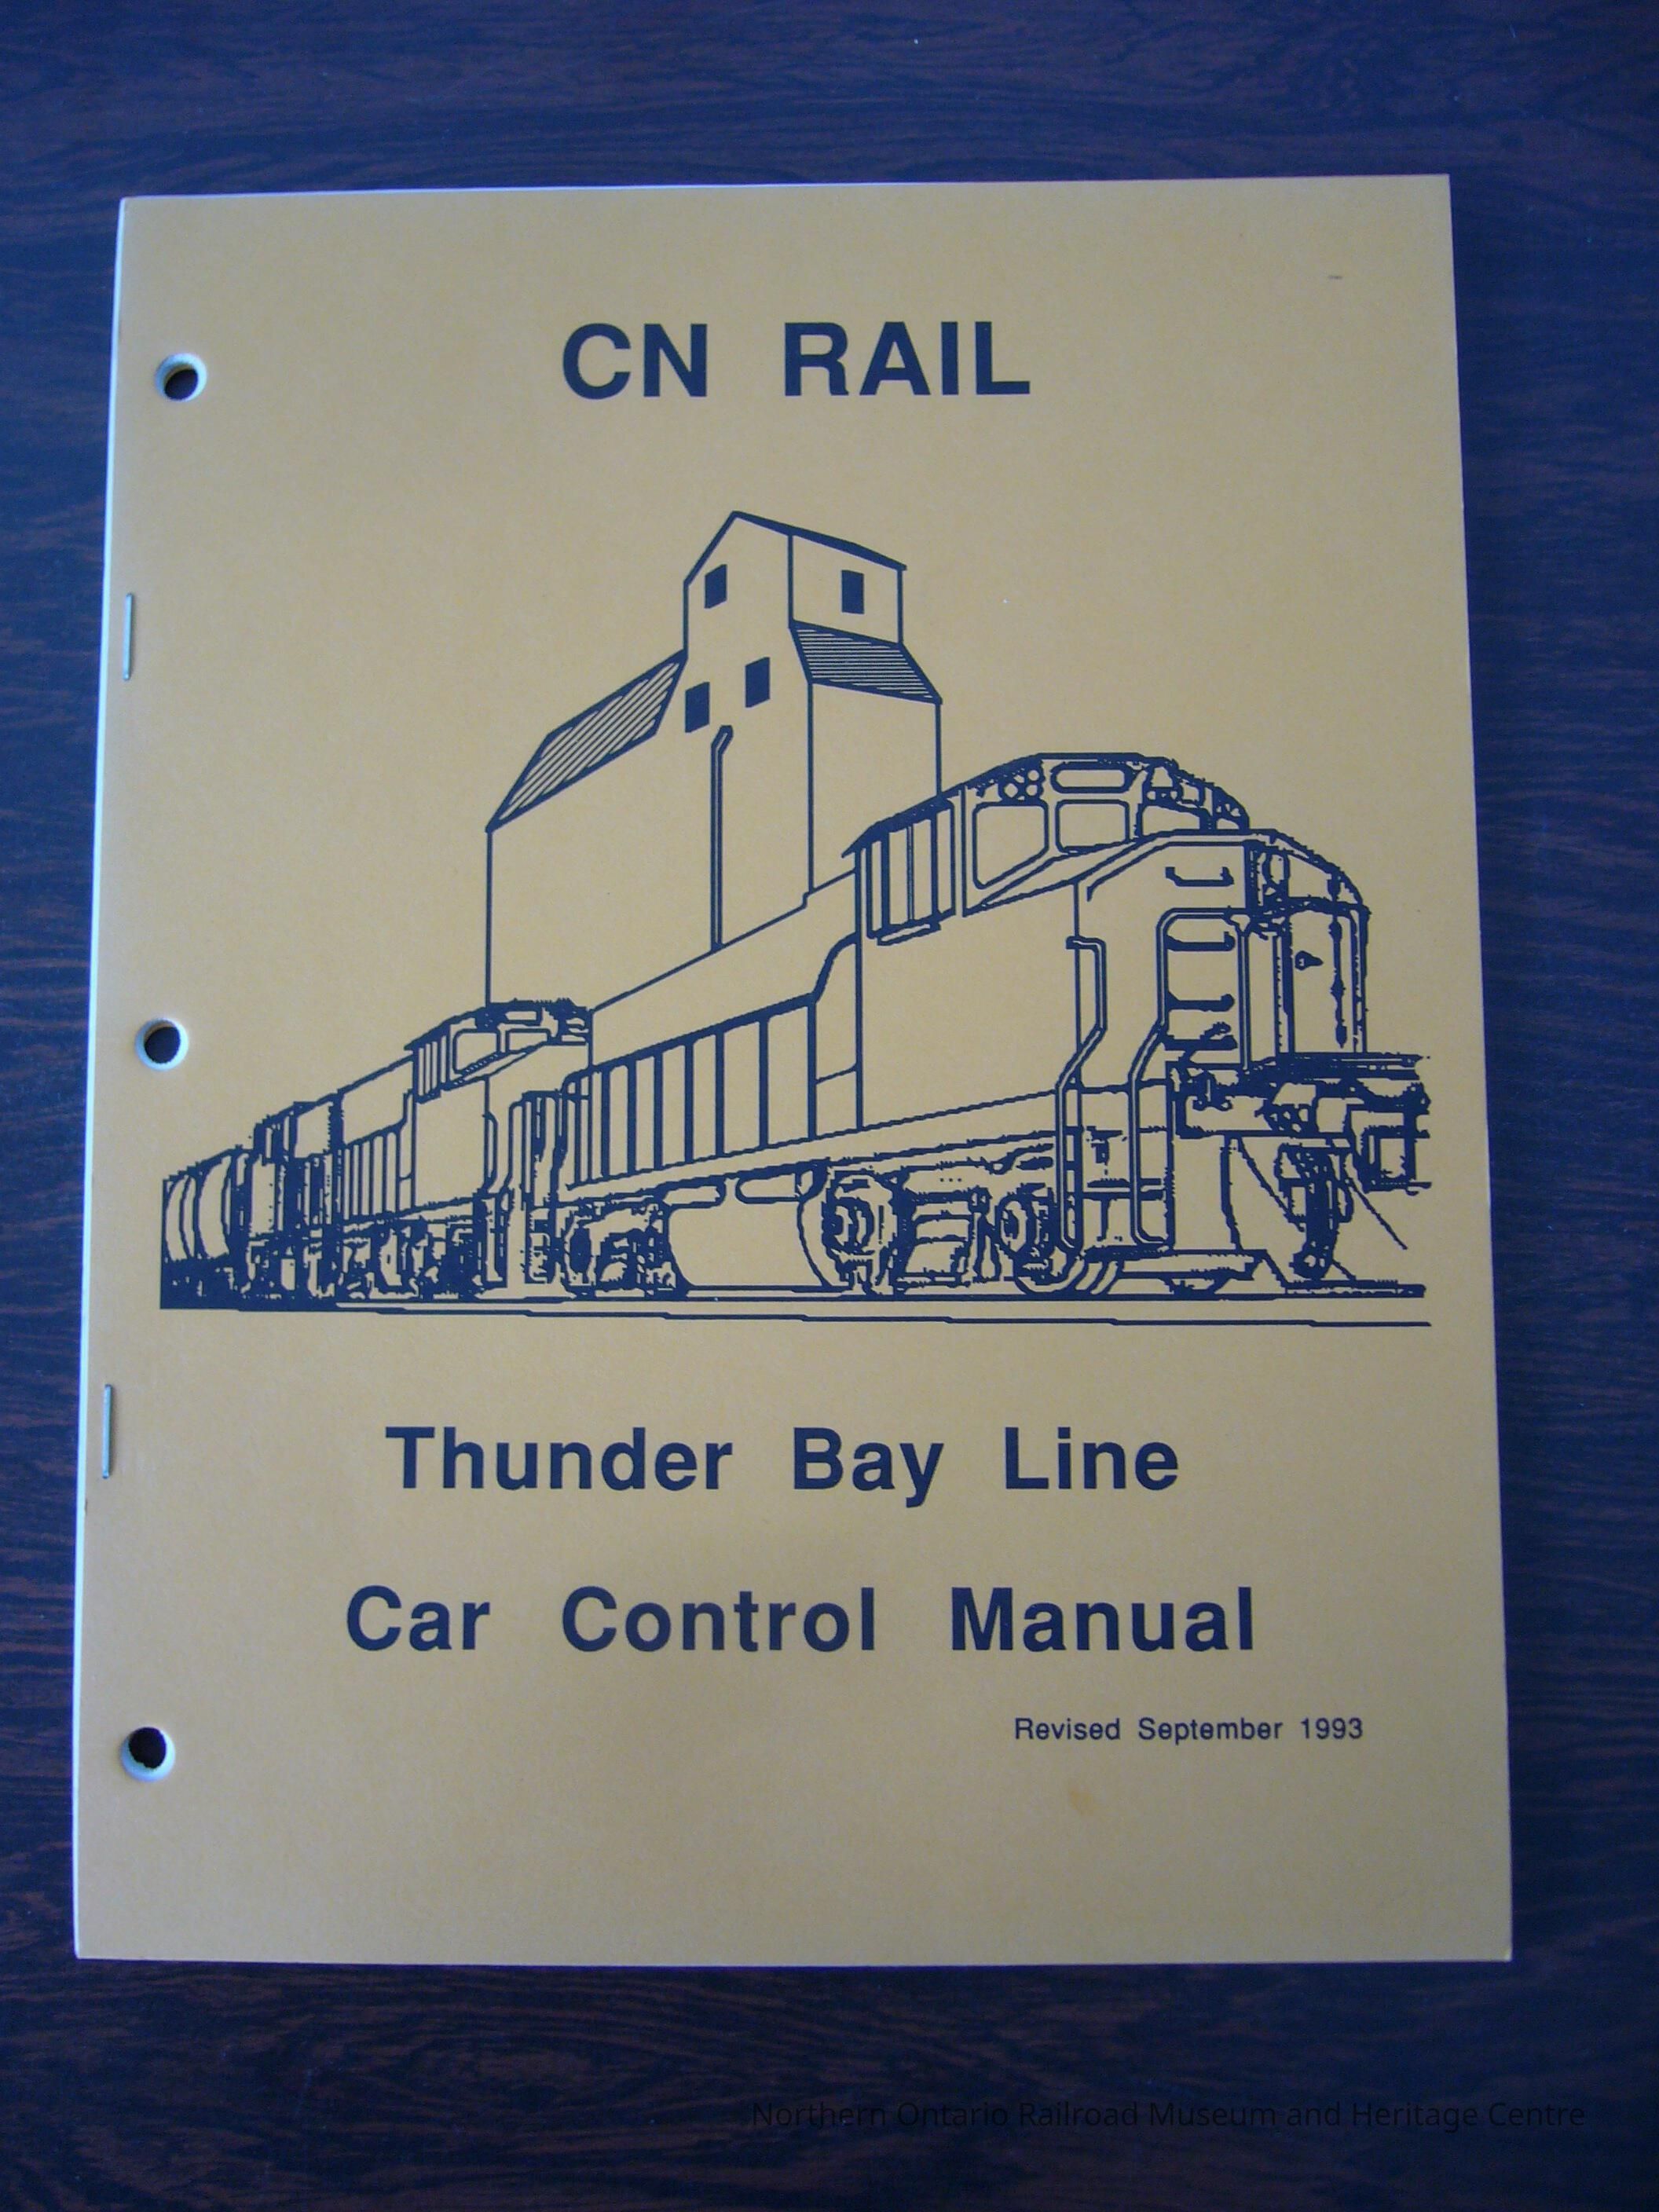 CN RAIL
Thunder Bay Line
Car Control Manual
Revised September 1993
Northern Ontario Railroad Museum and Heritage Centre